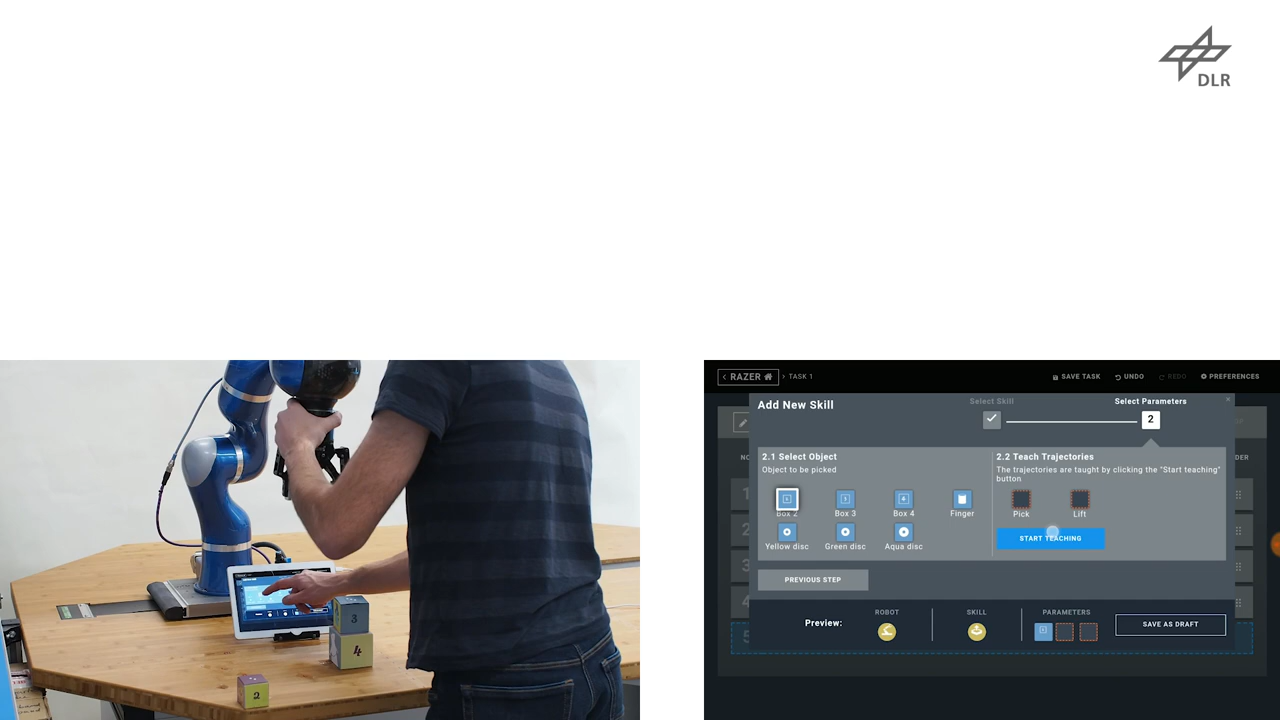 DLR
RAZER
TASK 1
SAVE TASK
UNDO
REDO
PREFERENCES
Add New Skill
Select Skill
Select Parameters
2
2.1 Select Object
Object to be picked
Box 2
Box 3
Box 4
Finger
Yellow disc
Green disc
Aqua disc
2.2 Teach Trajectories
The trajectories are taught by clicking the "Start teaching"
button
Pick
Lift
START TEACHING
PREVIOUS STEP
Preview:
ROBOT
SKILL
PARAMETERS
SAVE AS DRAFT
3
4
2